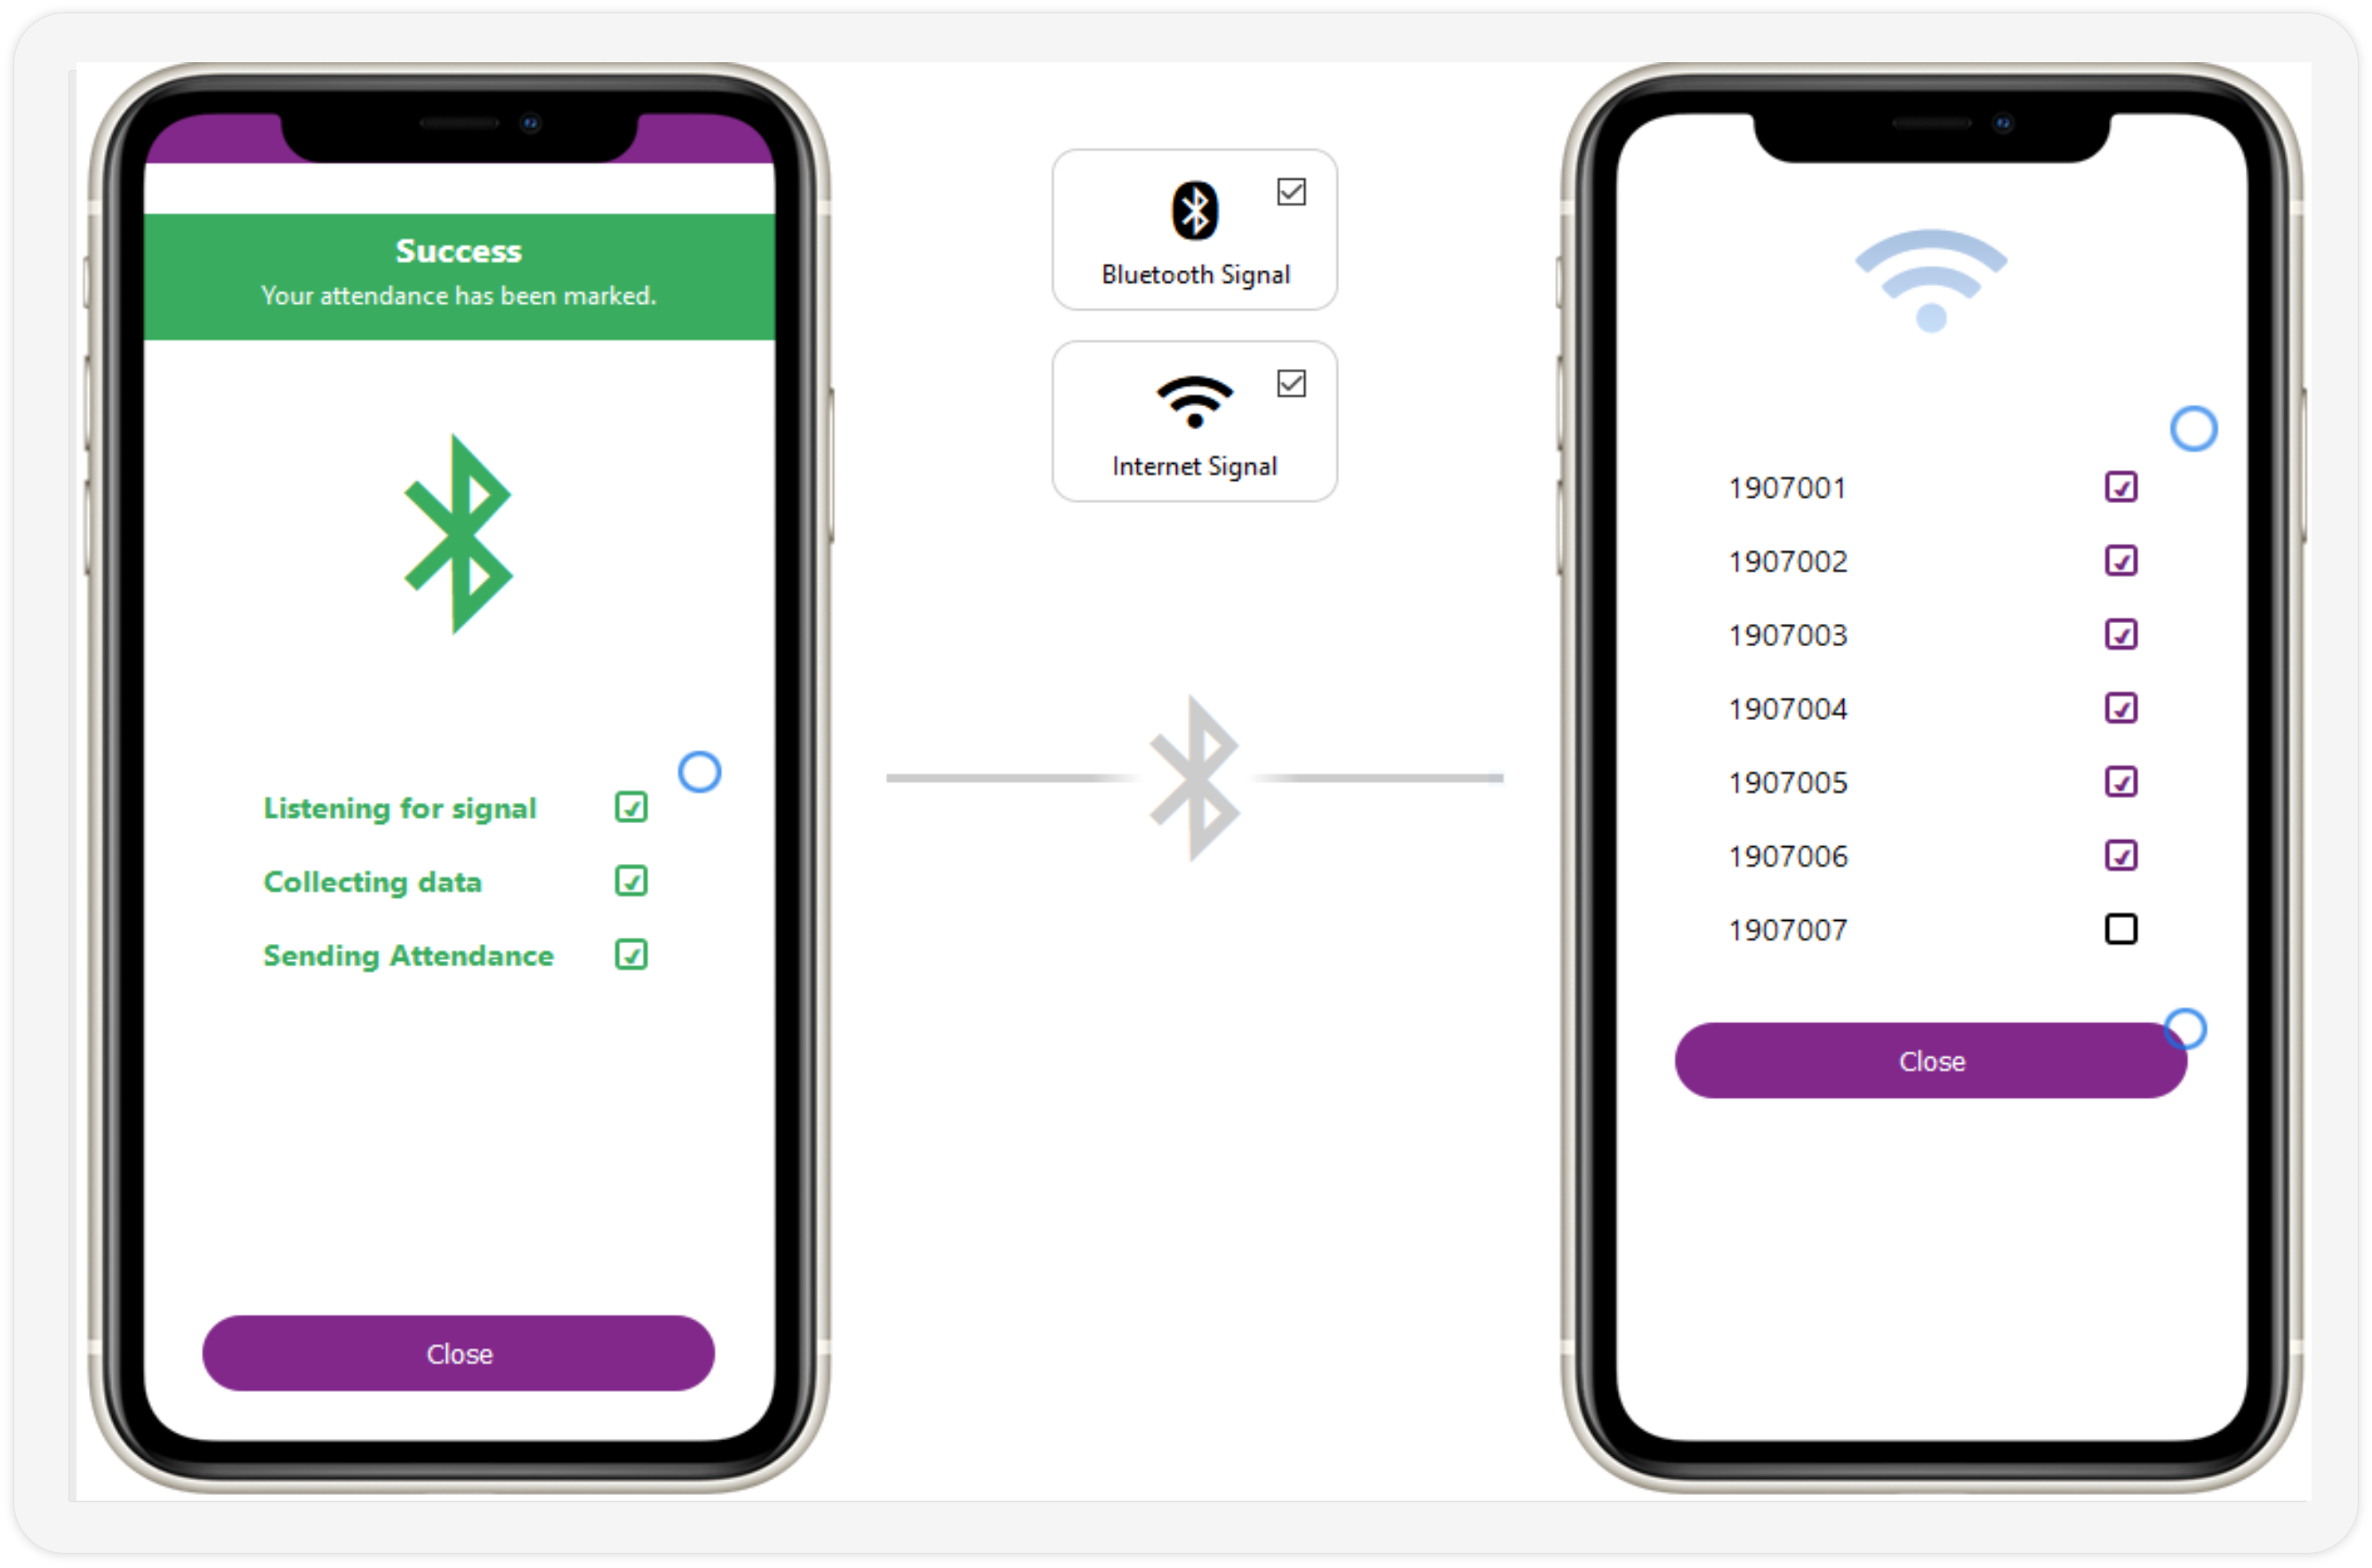 Success
Your attendance has been marked.
Listening for signal
Collecting data
Sending Attendance
Close
Bluetooth Signal
Internet Signal
1907001
1907002
1907003
1907004
1907005
1907006
1907007
Close